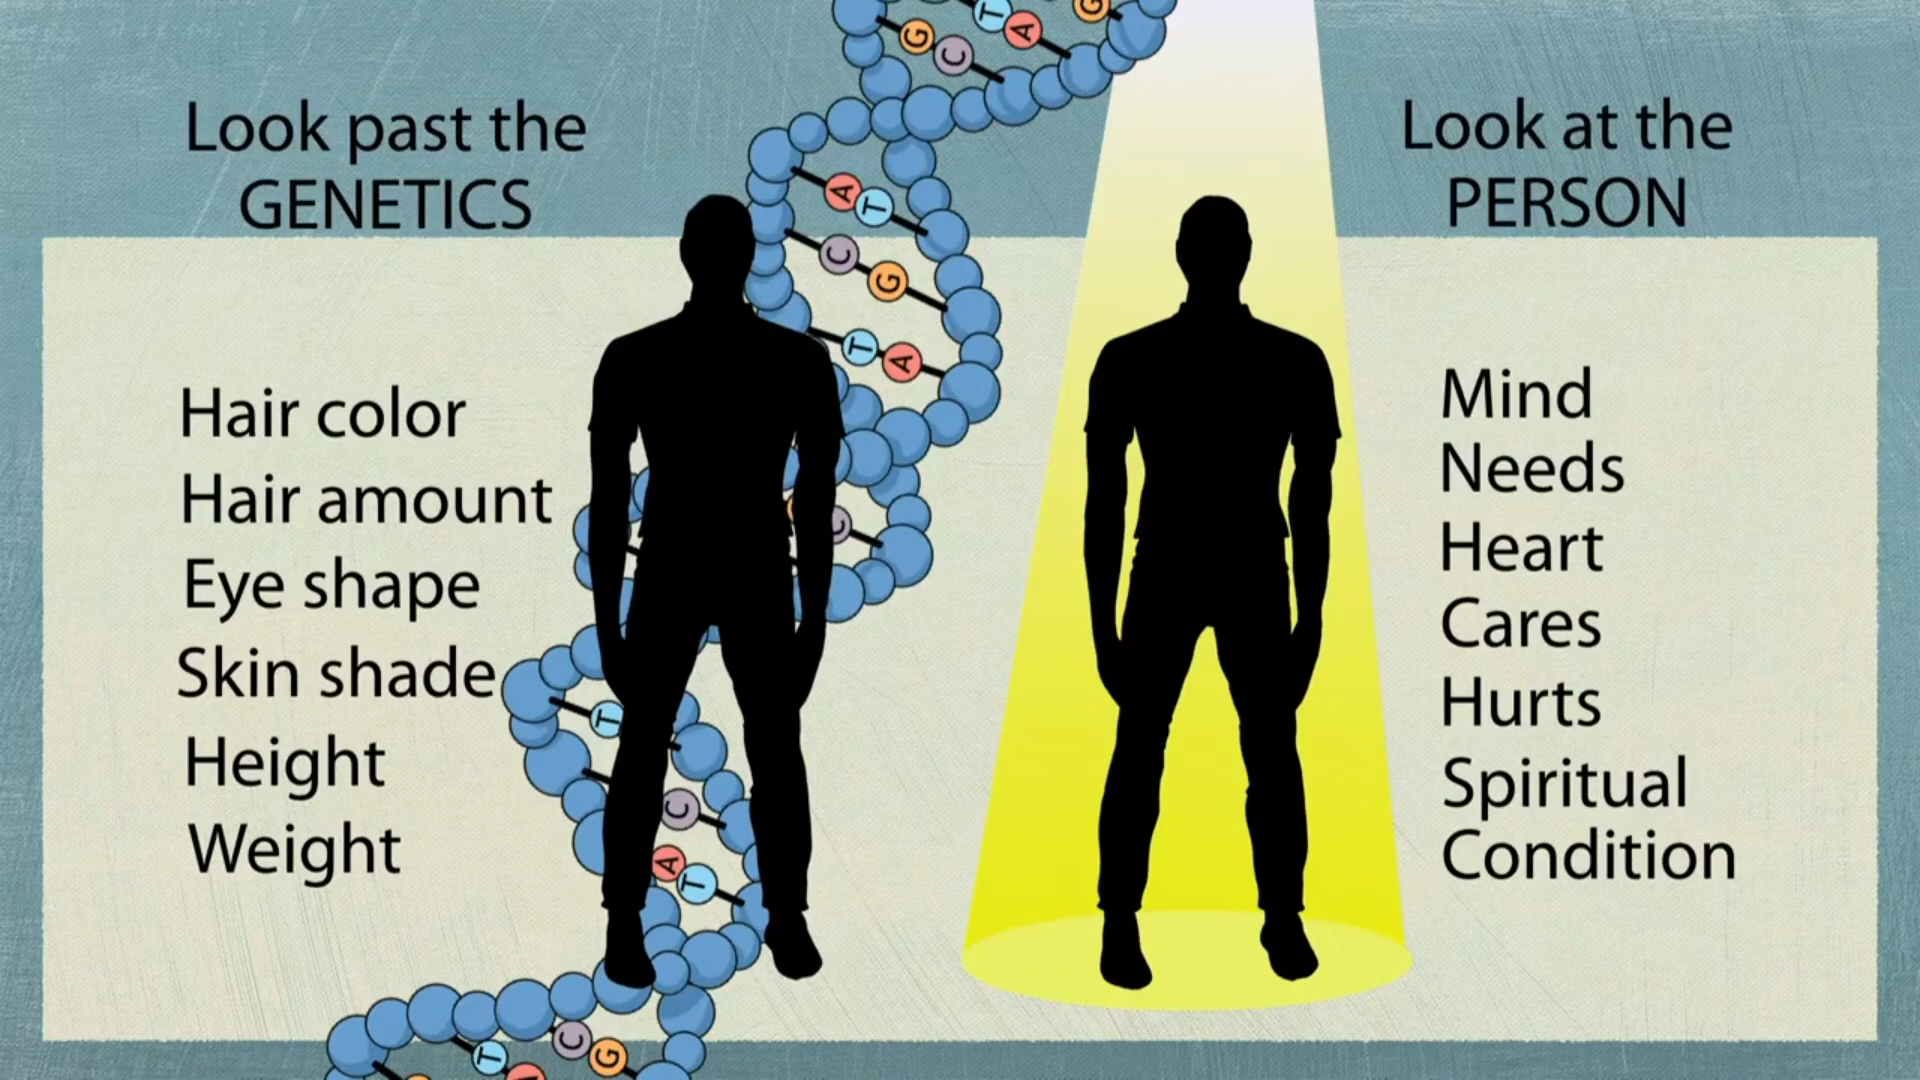 Look past the
GENETICS
Hair color
Hair amount
Eye shape
Skin shade
Height
Weight
Look at the
PERSON
Mind
Needs
Heart
Cares
Hurts
Spiritual
Condition
G
C
T
A
G
A
T
C
G
T
A
C
T
C
A
T
C
G
T